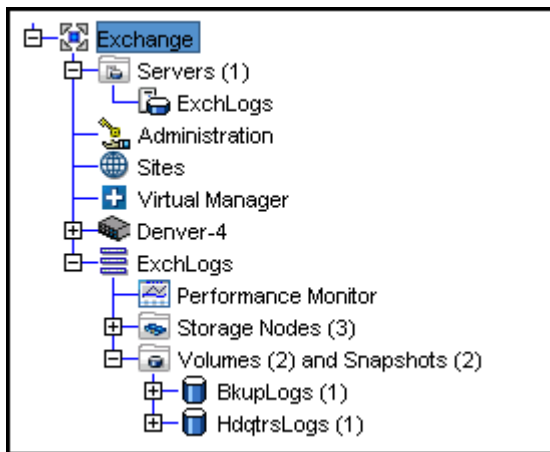 Exchange
Servers (1)
ExchLogs
Administration
Sites
Virtual Manager
Denver-4
ExchLogs
Performance Monitor
Storage Nodes (3)
Volumes (2) and Snapshots (2)
BkupLogs (1)
HdqtrsLogs (1)